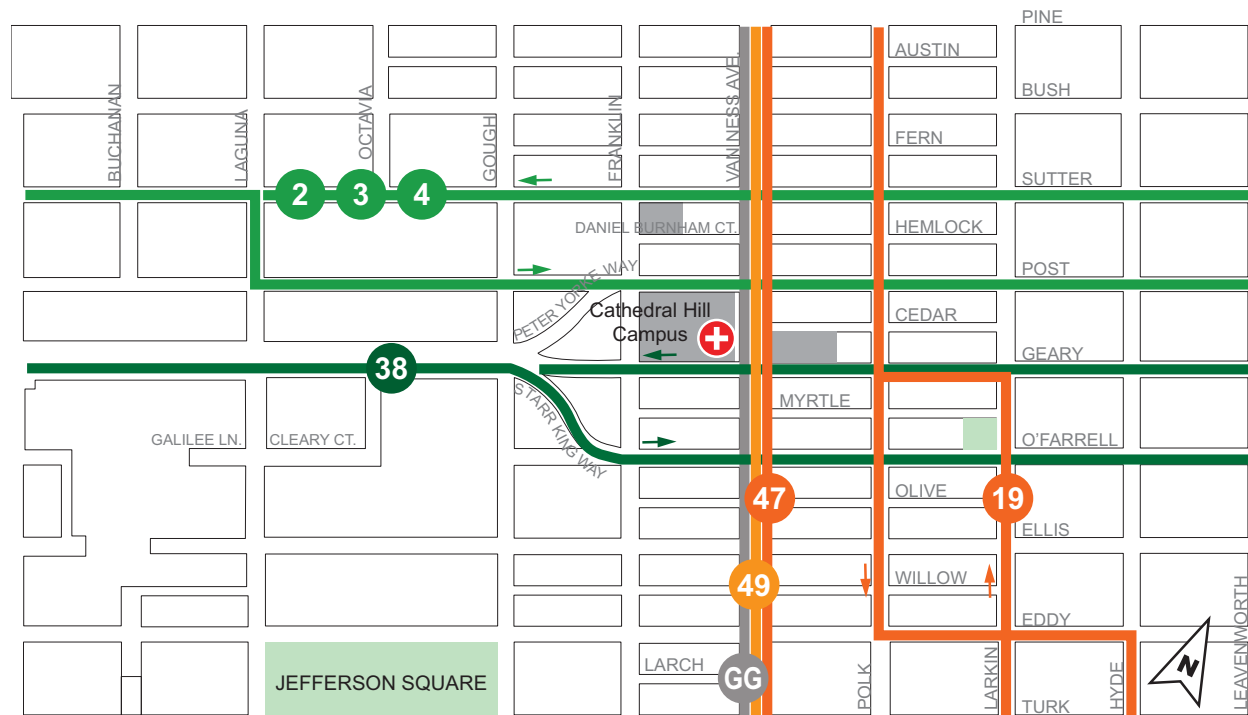 PINE
AUSTIN
BUSH
BUCHANAN
LAGUNA
OCTAVIA
GOUGH
FRANKLIN
VAN NESS AVE.
FERN
SUTTER
2
3
4
DANIEL BURNHAM CT.
HEMLOCK
POST
PETER YORKE WAY
Cathedral Hill
Campus
CEDAR
GEARY
38
STARR KING WAY
MYRTLE
GALILEE LN.
CLEARY CT.
O'FARRELL
47
OLIVE
19
ELLIS
49
WILLOW
EDDY
LARCH
GG
JEFFERSON SQUARE
POLK
LARKIN
HYDE
LEAVENWORTH
TURK
N